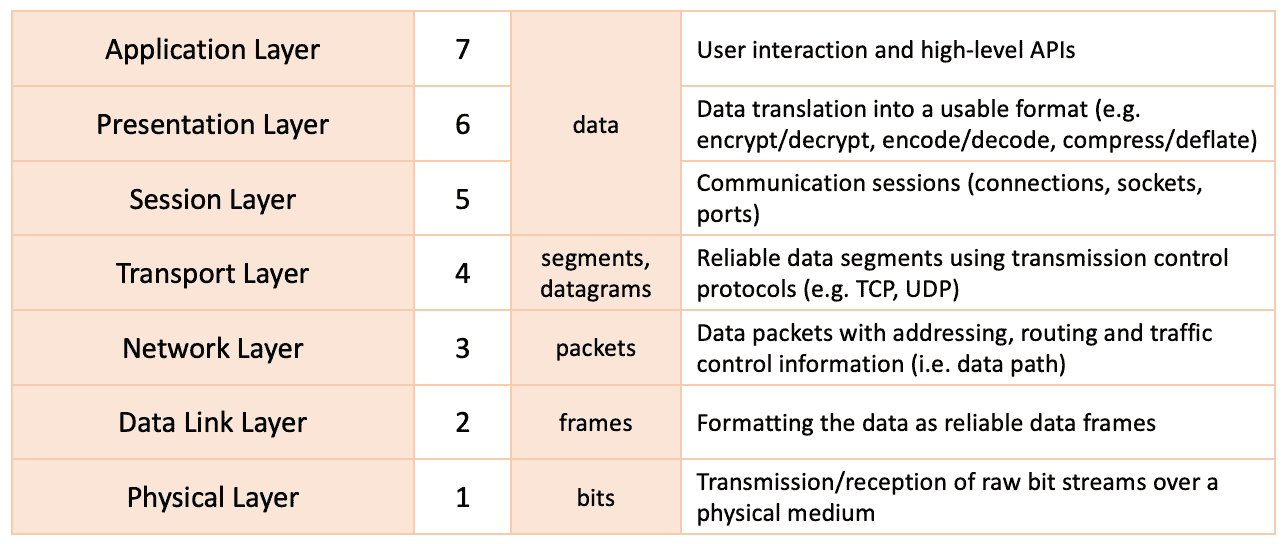 Application Layer
7
User interaction and high-level APIs
Presentation Layer
6
data
Data translation into a usable format (e.g.
encrypt/decrypt, encode/decode, compress/deflate)
Session Layer
5
Communication sessions (connections, sockets,
ports)
Transport Layer
4
segments,
datagrams
Reliable data segments using transmission control
protocols (e.g. TCP, UDP)
Network Layer
3
packets
Data packets with addressing, routing and traffic
control information (i.e. data path)
Data Link Layer
2
frames
Formatting the data as reliable data frames
Physical Layer
1
bits
Transmission/reception of raw bit streams over a
physical medium